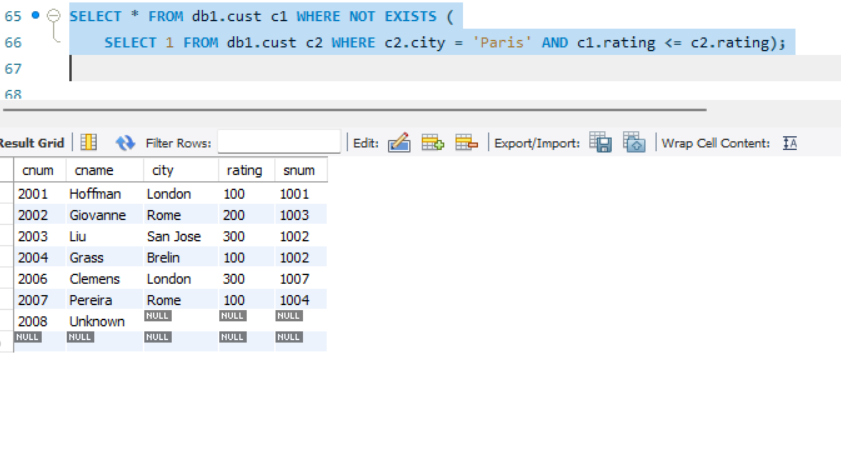 65 SELECT * FROM db1.cust c1 WHERE NOT EXISTS (
66 SELECT 1 FROM db1.cust c2 WHERE c2.city = 'Paris' AND c1.rating <= c2.rating);
67
68
Result Grid Filter Rows: Edit: Export/Import: Wrap Cell Content: IA
cnum cname city rating snum
2001 Hoffman London 100 1001
2002 Giovanne Rome 200 1003
2003 Liu San Jose 300 1002
2004 Grass Brelin 100 1002
2006 Clemens London 300 1007
2007 Pereira Rome 100 1004
2008 Unknown NULL NULL NULL
NULL NULL NULL NULL NULL